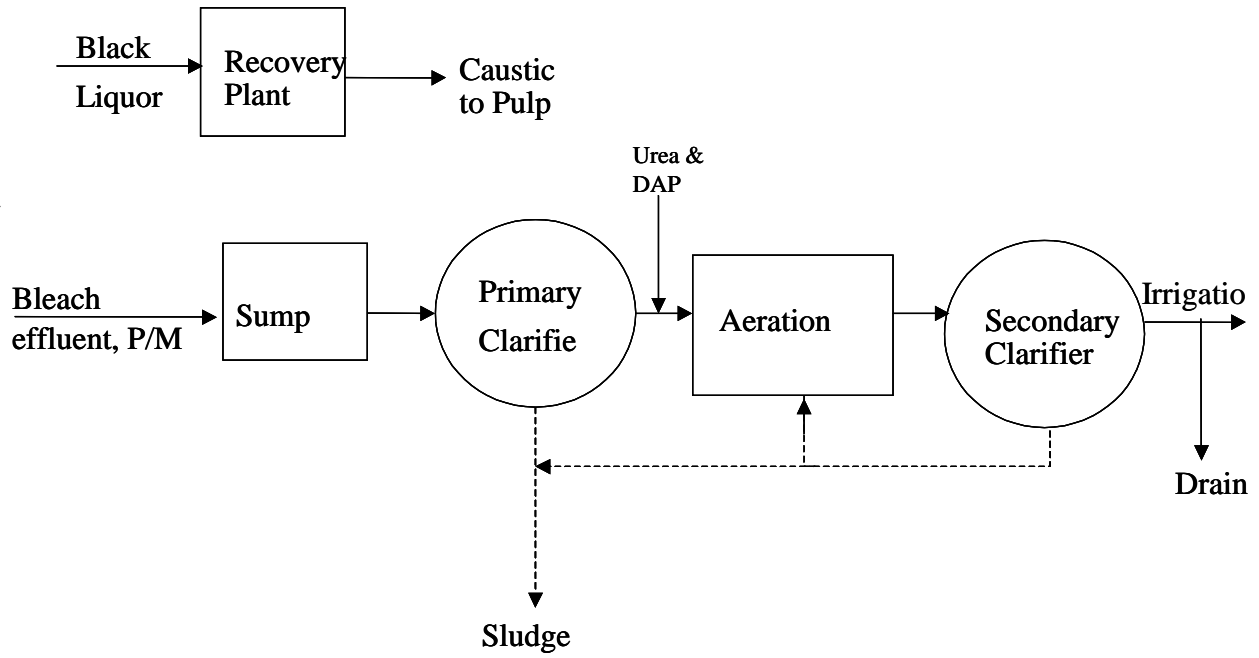 Black
Liquor
Recovery
Plant
Caustic
to Pulp
Urea &
DAP
Bleach
effluent, P/M
Sump
Primary
Clarifie
Aeration
Secondary
Clarifier
Irrigatio
Drain
Sludge